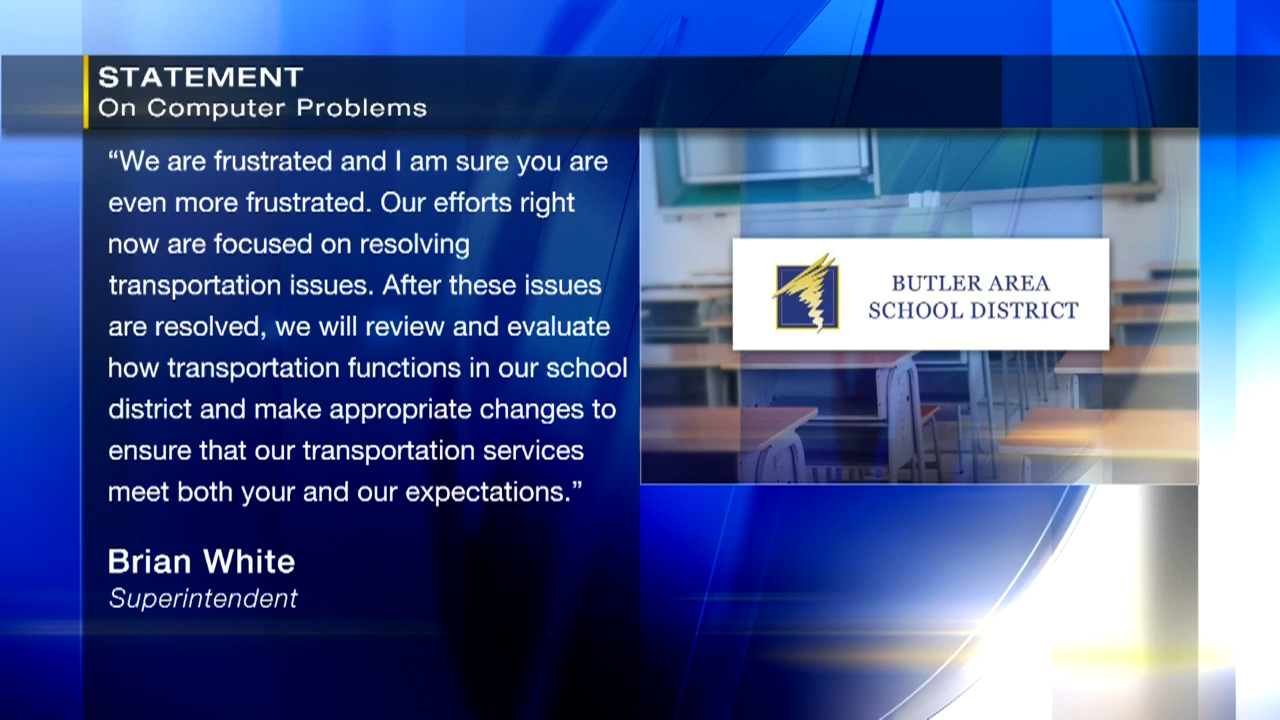 STATEMENT
On Computer Problems
“We are frustrated and I am sure you are
even more frustrated. Our efforts right
now are focused on resolving
transportation issues. After these issues
are resolved, we will review and evaluate
how transportation functions in our school
district and make appropriate changes to
ensure that our transportation services
meet both your and our expectations.”
Brian White
Superintendent
BUTLER AREA
SCHOOL DISTRICT